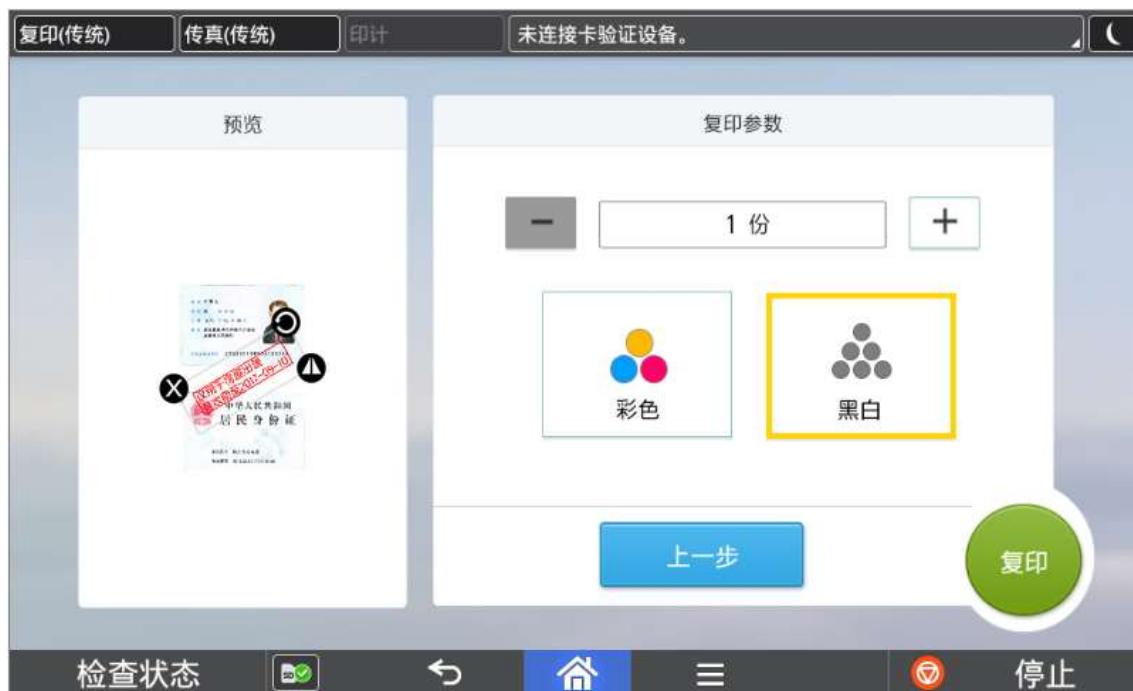 复印(传统)
传真(传统)
印计
未连接卡验证设备。
预览
复印参数
1 份
中华人民共和国
居民身份证
彩色
黑白
上一步
复印
检查状态
SD
停止